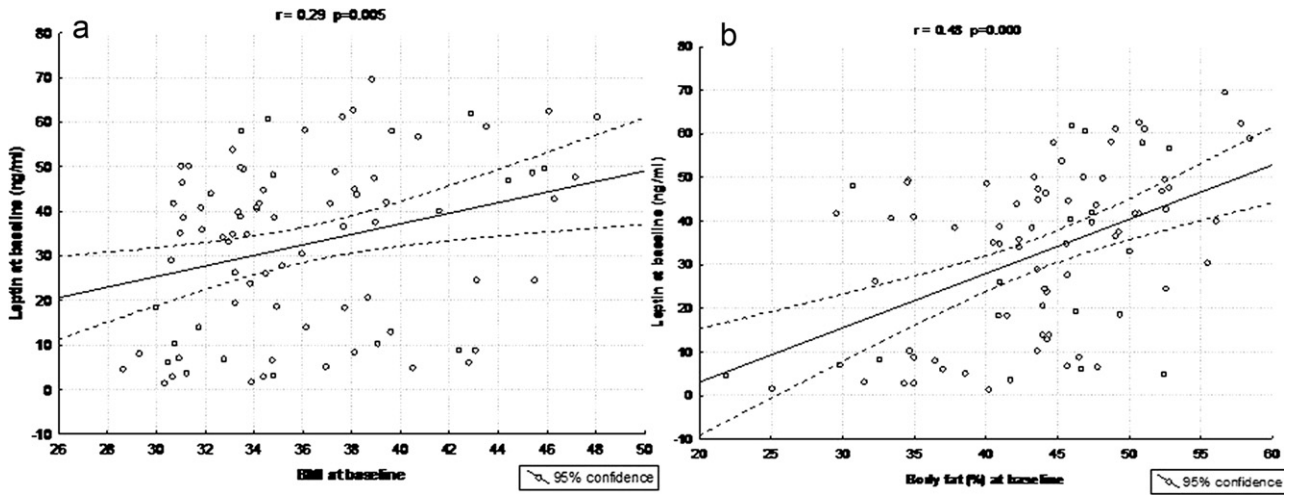 a
r= 0.29 p=0.005
Leptin at baseline (ng/ml)
80
70
60
50
40
30
20
10
0
-10
26 28 30 32 34 36 38 40 42 44 46 48 50
BMI at baseline
95% confidence
b
r = 0.48 p=0.000
Leptin at baseline (ng/ml)
80
70
60
50
40
30
20
10
0
-10
20 25 30 35 40 45 50 55 60
Body fat (%) at baseline
95% confidence